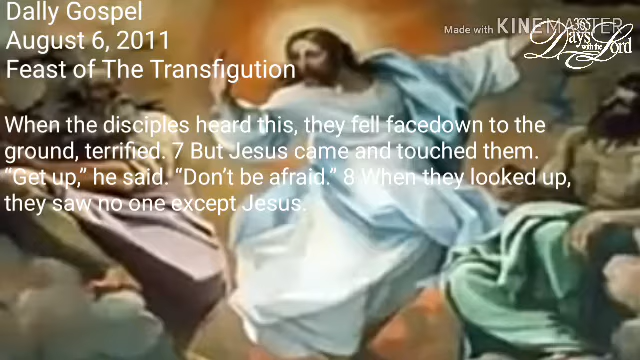 Dally Gospel
August 6, 2011
Feast of The Transfigution
Made with KINEMASTER
365
Days
with the Lord
When the disciples heard this, they fell facedown to the
ground, terrified. 7 But Jesus came and touched them.
“Get up,” he said. “Don’t be afraid.” 8 When they looked up,
they saw no one except Jesus.